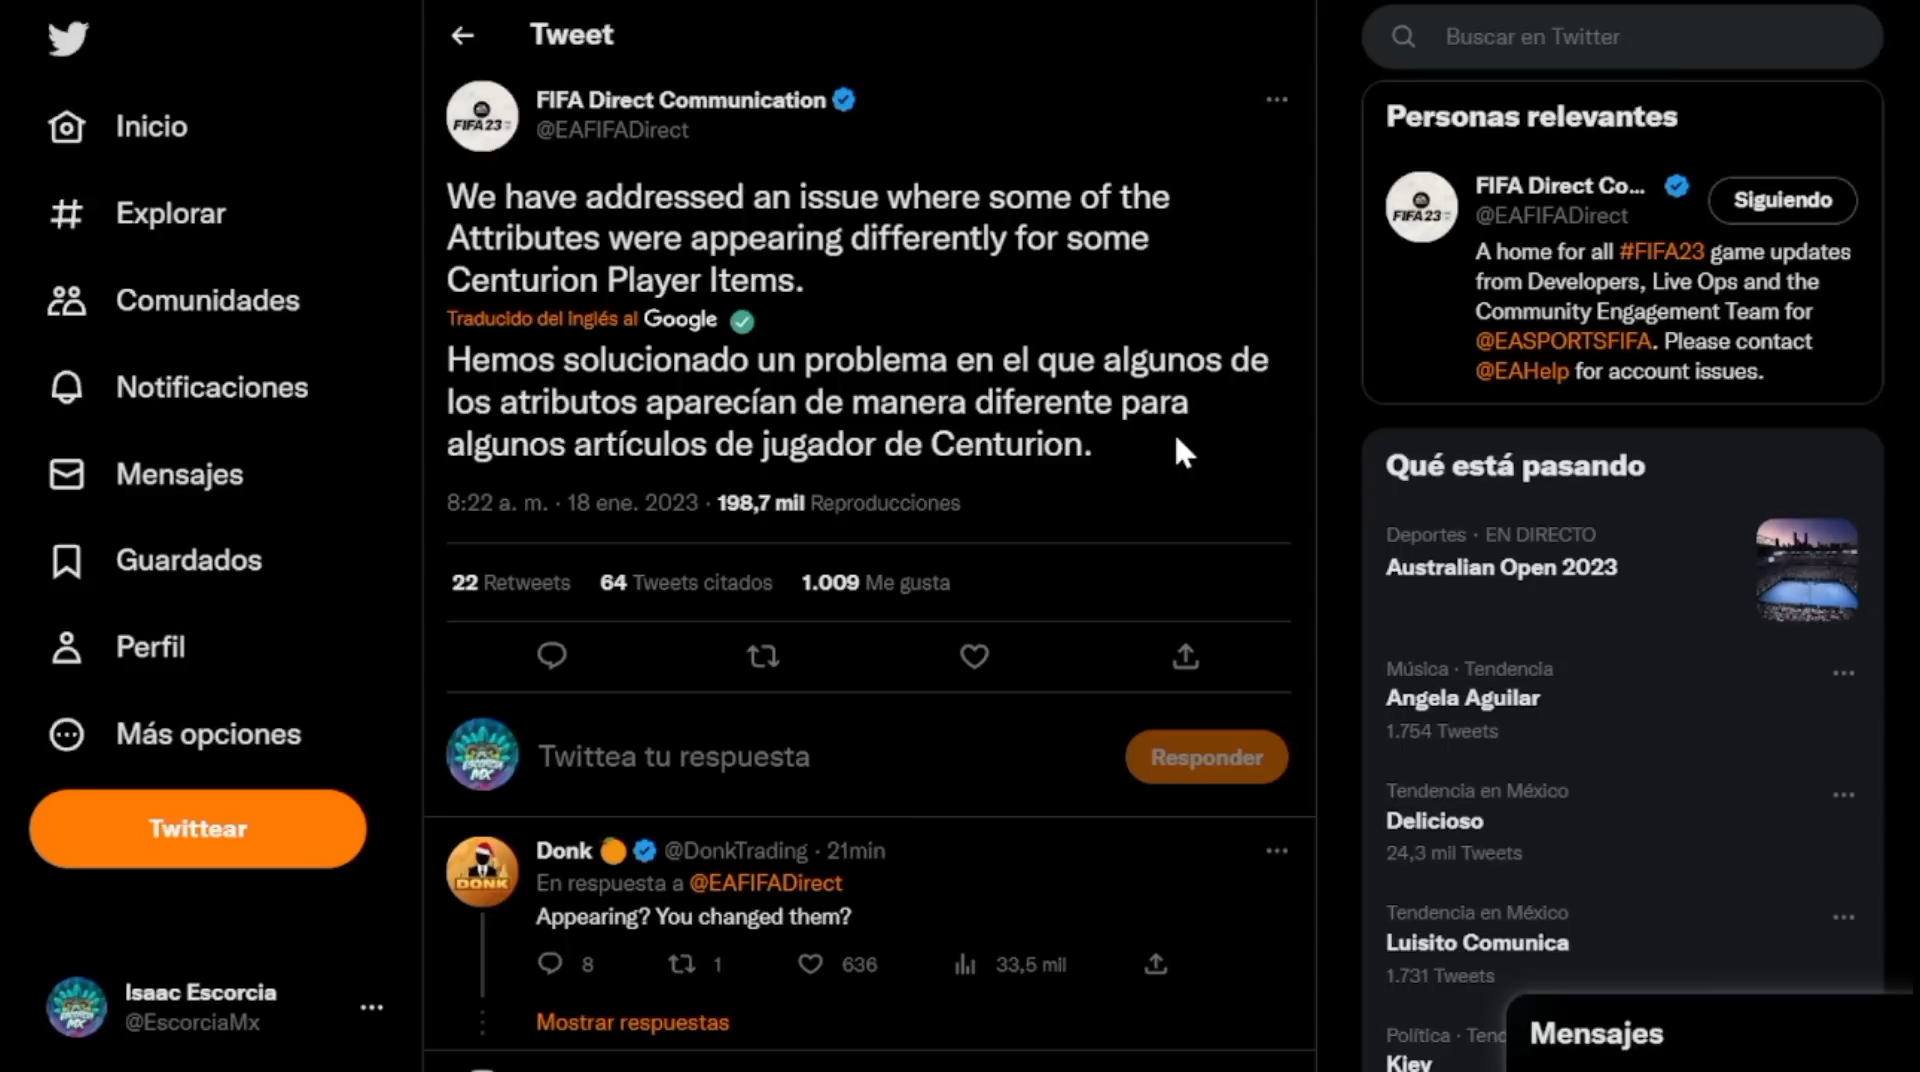 Inicio
Explorar
Comunidades
Notificaciones
Mensajes
Guardados
Perfil
Más opciones
Twittear
Isaac Escorcia
@EscorciaMx
Tweet
FIFA 23
FIFA Direct Communication
@EAFIFADirect
We have addressed an issue where some of the
Attributes were appearing differently for some
Centurion Player Items.
Traducido del inglés al Google
Hemos solucionado un problema en el que algunos de
los atributos aparecían de manera diferente para
algunos artículos de jugador de Centurion.
8:22 a. m. · 18 ene. 2023 · 198,7 mil Reproducciones
22 Retweets 64 Tweets citados 1.009 Me gusta
Twittea tu respuesta
Responder
DONK
Donk @DonkTrading · 21min
En respuesta a @EAFIFADirect
Appearing? You changed them?
8 1 636 33,5 mil
Mostrar respuestas
Buscar en Twitter
Personas relevantes
FIFA 23
FIFA Direct Co...
@EAFIFADirect
Siguiendo
A home for all #FIFA23 game updates
from Developers, Live Ops and the
Community Engagement Team for
@EASPORTSFIFA. Please contact
@EAHelp for account issues.
Qué está pasando
Deportes · EN DIRECTO
Australian Open 2023
Música · Tendencia
Angela Aguilar
1.754 Tweets
Tendencia en México
Delicioso
24,3 mil Tweets
Tendencia en México
Luisito Comunica
1.731 Tweets
Política · Tend
Kiev
Mensajes